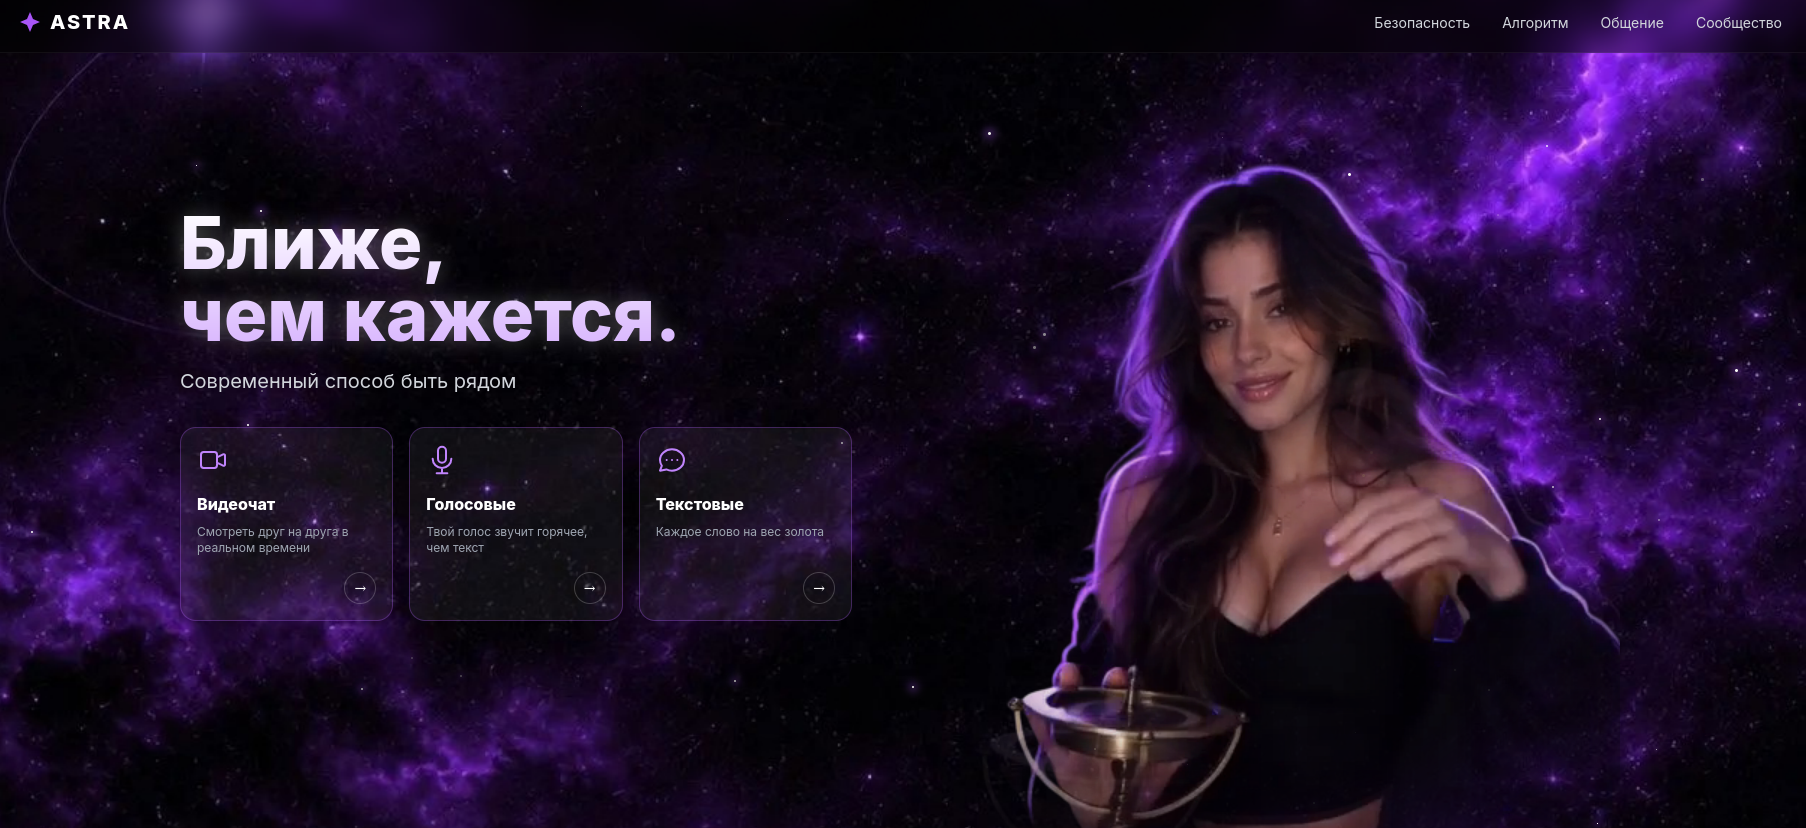 ASTRA
Безопасность
Алгоритм
Общение
Сообщество
Ближе,
чем кажется.
Современный способ быть рядом
Видеочат
Смотреть друг на друга в
реальном времени
Голосовые
Твой голос звучит горячее,
чем текст
Текстовые
Каждое слово на вес золота